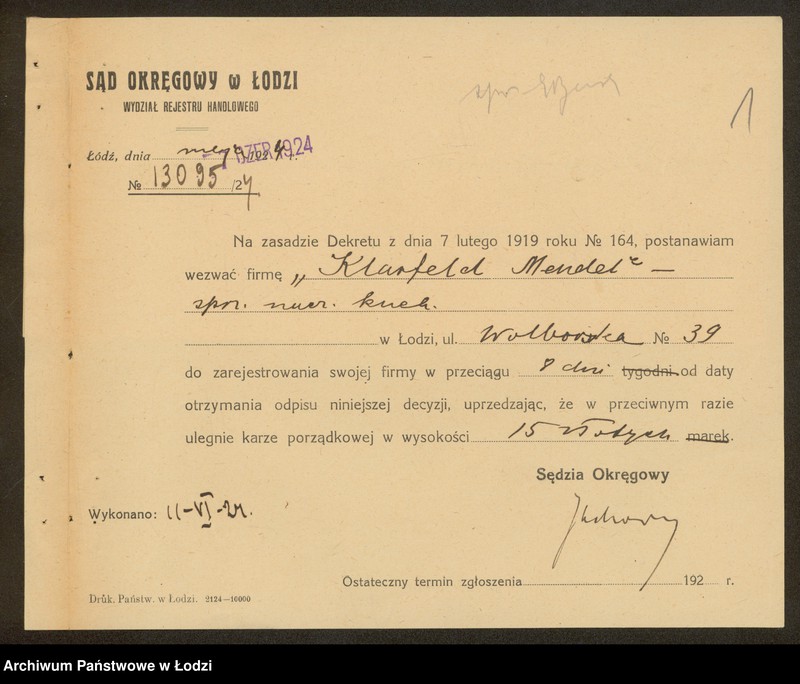 SĄD OKRĘGOWY w ŁODZI
WYDZIAŁ REJESTRU HANDLOWEGO
1
Łódź, dnia 1924 r.
CZER. 1924
№ 13095/24
Na zasadzie Dekretu z dnia 7 lutego 1919 roku № 164, postanawiam
wezwać firmę „Klarfeld Mendel" —
spr. nacz. kuch.
w Łodzi, ul. Wolborska № 39
do zarejestrowania swojej firmy w przeciągu 8 dni tygodni od daty
otrzymania odpisu niniejszej decyzji, uprzedzając, że w przeciwnym razie
ulegnie karze porządkowej w wysokości 15 złotych marek.
Sędzia Okręgowy
Wykonano: 11-VI-24.
Ostateczny termin zgłoszenia 192 r.
Druk. Państw. w Łodzi. 2124—10000
Archiwum Państwowe w Łodzi